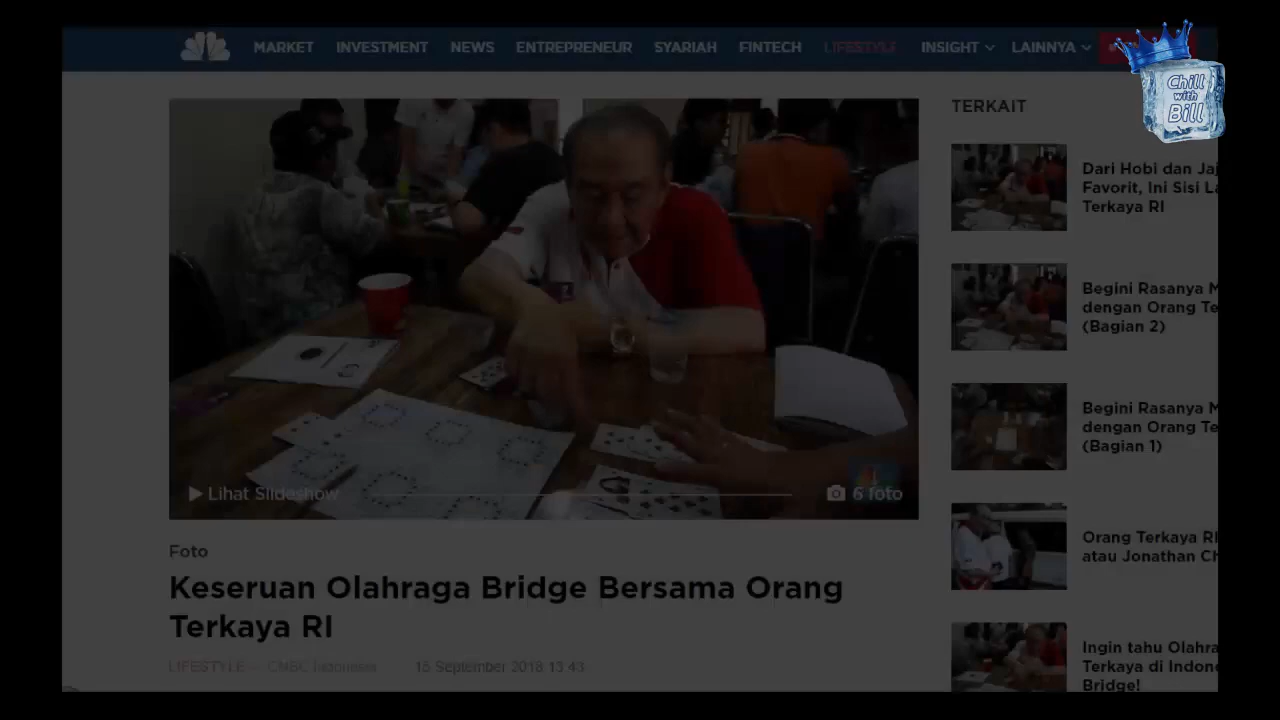 MARKET INVESTMENT NEWS ENTREPRENEUR SYARIAH FINTECH LIFESTYLE INSIGHT LAINNYA
Chill
with
Bill
TERKAIT
Dari Hobi dan Jaj
Favorit, Ini Sisi La
Terkaya RI
Begini Rasanya M
dengan Orang Te
(Bagian 2)
Begini Rasanya M
dengan Orang Te
(Bagian 1)
Orang Terkaya RI
atau Jonathan Ch
Ingin tahu Olahra
Terkaya di Indone
Bridge!
Lihat Slideshow
6 foto
Foto
Keseruan Olahraga Bridge Bersama Orang
Terkaya RI
LIFESTYLE - CNBC Indonesia 15 September 2018 13:43